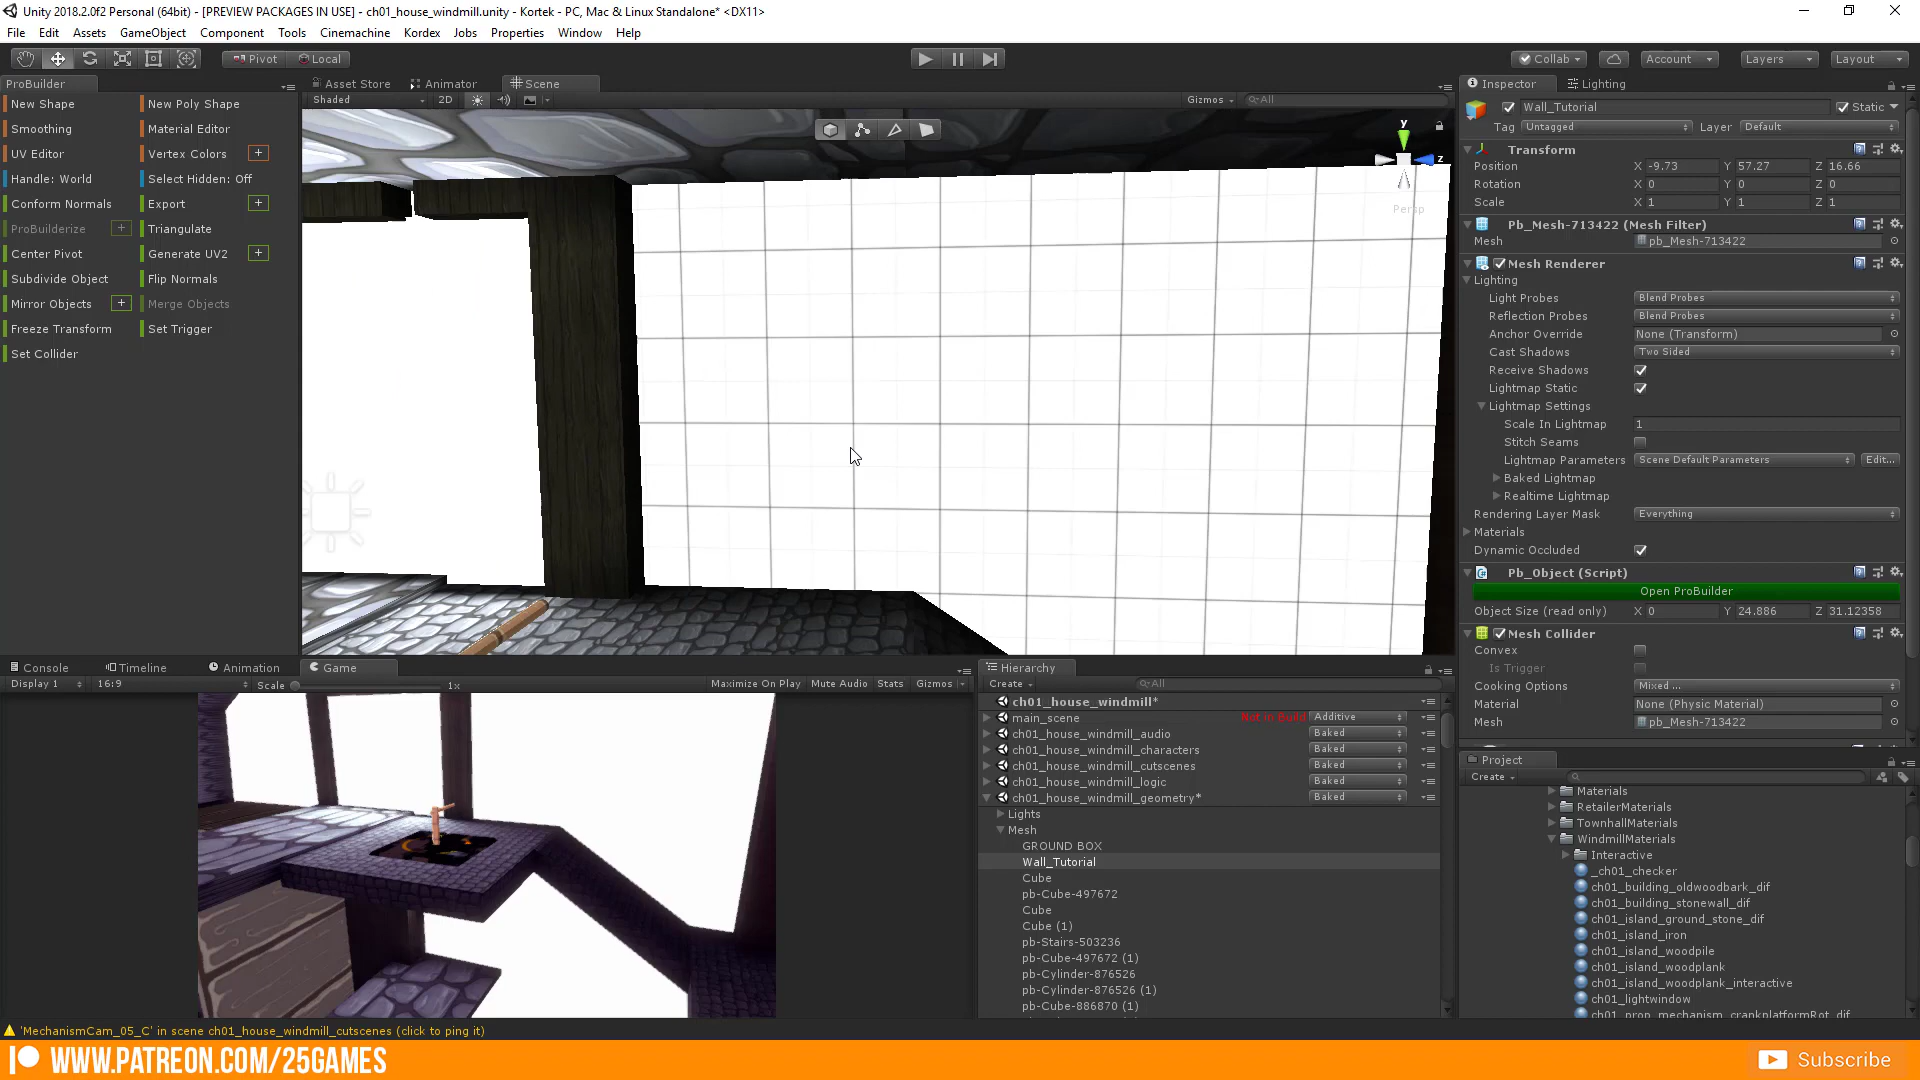 Unity 2018.2.0f2 Personal (64bit) - [PREVIEW PACKAGES IN USE] - ch01_house_windmill.unity - Kortek - PC, Mac & Linux Standalone* <DX11>
File Edit Assets GameObject Component Tools Cinemachine Kordex Jobs Properties Window Help
Pivot Local Collab Account Layers Layout
ProBuilder
New Shape New Poly Shape
Smoothing Material Editor
UV Editor Vertex Colors +
Handle: World Select Hidden: Off
Conform Normals Export +
ProBuilderize + Triangulate
Center Pivot Generate UV2 +
Subdivide Object Flip Normals
Mirror Objects + Merge Objects
Freeze Transform Set Trigger
Set Collider
Asset Store Animator Scene
Shaded 2D Gizmos All
y
z
Persp
Inspector Lighting
Wall_Tutorial Static
Tag Untagged Layer Default
Transform
Position X -9.73 Y 57.27 Z 16.66
Rotation X 0 Y 0 Z 0
Scale X 1 Y 1 Z 1
Pb_Mesh-713422 (Mesh Filter)
Mesh pb_Mesh-713422
Mesh Renderer
Lighting
Light Probes Blend Probes
Reflection Probes Blend Probes
Anchor Override None (Transform)
Cast Shadows Two Sided
Receive Shadows
Lightmap Static
Lightmap Settings
Scale In Lightmap 1
Stitch Seams
Lightmap Parameters Scene Default Parameters Edit...
Baked Lightmap
Realtime Lightmap
Rendering Layer Mask Everything
Materials
Dynamic Occluded
Pb_Object (Script)
Open ProBuilder
Object Size (read only) X 0 Y 24.886 Z 31.12358
Mesh Collider
Convex
Is Trigger
Cooking Options Mixed ...
Material None (Physic Material)
Mesh pb_Mesh-713422
Console Timeline Animation Game
Display 1 16:9 Scale 1x Maximize On Play Mute Audio Stats Gizmos
Hierarchy
Create All
ch01_house_windmill*
main_scene Not in Build Additive
ch01_house_windmill_audio Baked
ch01_house_windmill_characters Baked
ch01_house_windmill_cutscenes Baked
ch01_house_windmill_logic Baked
ch01_house_windmill_geometry* Baked
Lights
Mesh
GROUND BOX
Wall_Tutorial
Cube
pb-Cube-497672
Cube
Cube (1)
pb-Stairs-503236
pb-Cube-497672 (1)
pb-Cylinder-876526
pb-Cylinder-876526 (1)
pb-Cube-886870 (1)
Project
Create
Materials
RetailerMaterials
TownhallMaterials
WindmillMaterials
Interactive
_ch01_checker
ch01_building_oldwoodbark_dif
ch01_building_stonewall_dif
ch01_island_ground_stone_dif
ch01_island_iron
ch01_island_woodpile
ch01_island_woodplank
ch01_island_woodplank_interactive
ch01_lightwindow
ch01_prop_mechanism_crankplatformRot_dif
'MechanismCam_05_C' in scene ch01_house_windmill_cutscenes (click to ping it)
WWW.PATREON.COM/25GAMES
Subscribe